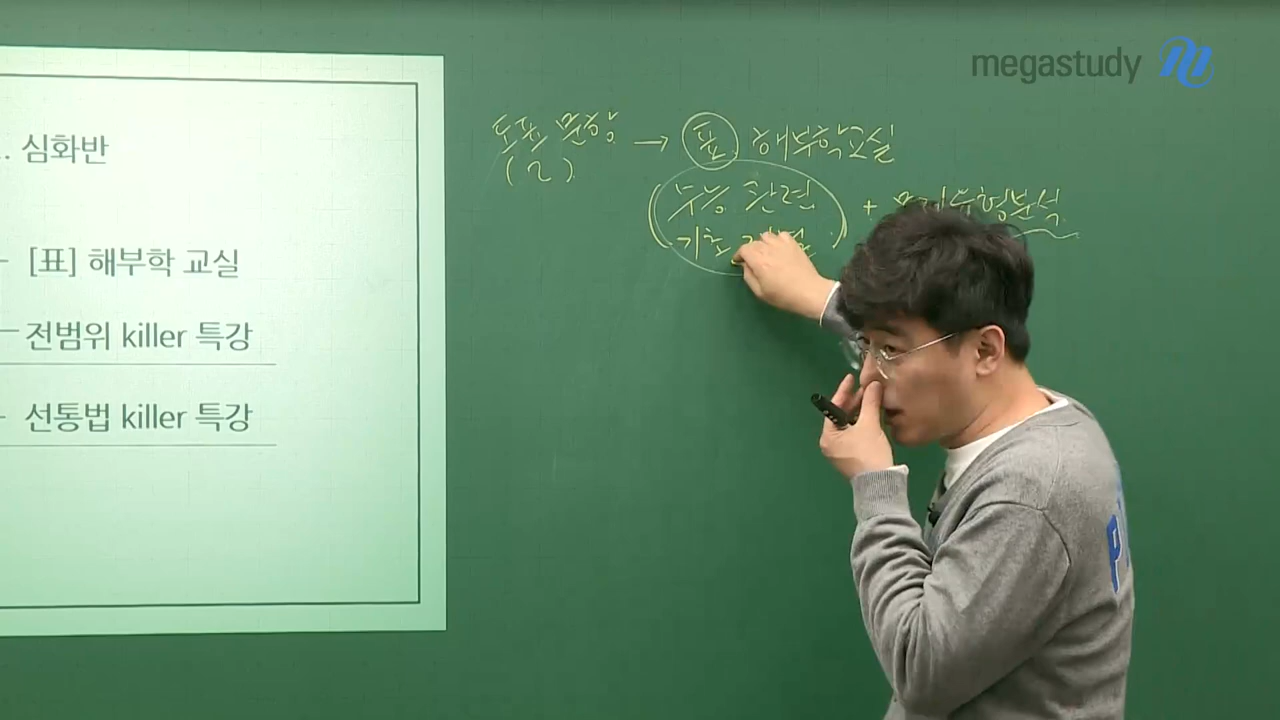 megastudy
. 심화반
[표] 해부학 교실
전범위 killer 특강
선통법 killer 특강
도표 문항 → 표 해부학교실
(2)
(수능 관련 + 유형분석
기초)
P